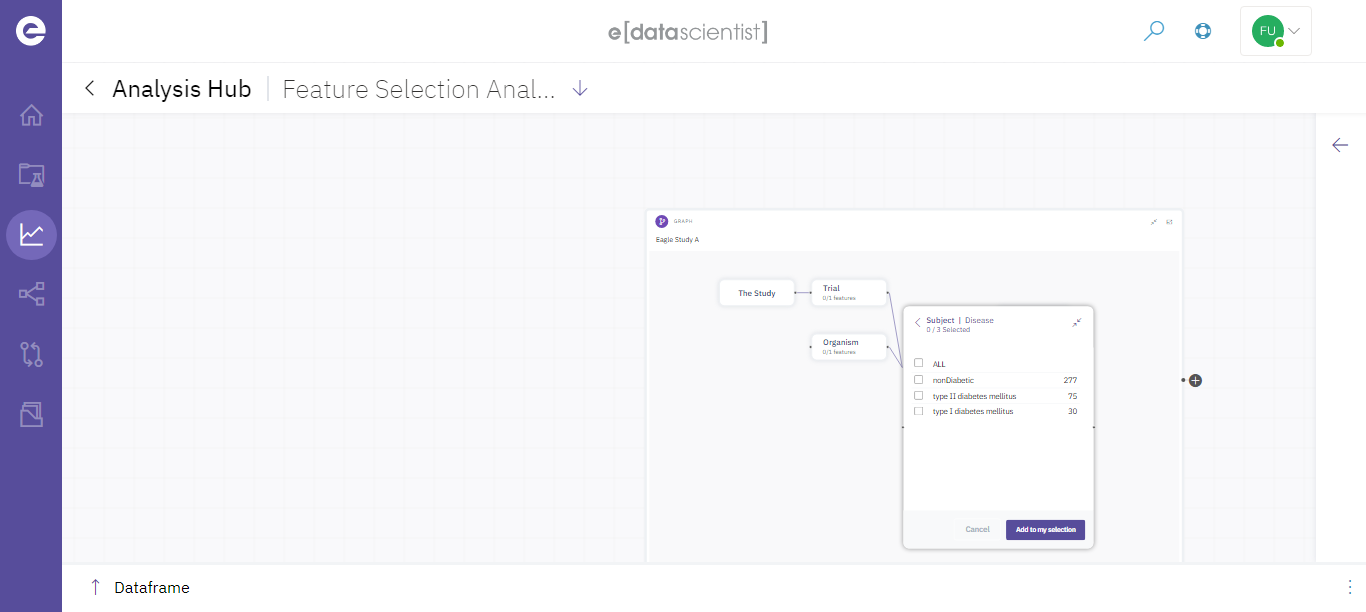 e[datascientist]
FU
Analysis Hub
Feature Selection Anal...
GRAPH
Eagle Study A
The Study
Trial
0/1 features
Organism
0/1 features
Subject | Disease
0 / 3 Selected
ALL
nonDiabetic 277
type II diabetes mellitus 75
type I diabetes mellitus 30
Cancel
Add to my selection
Dataframe